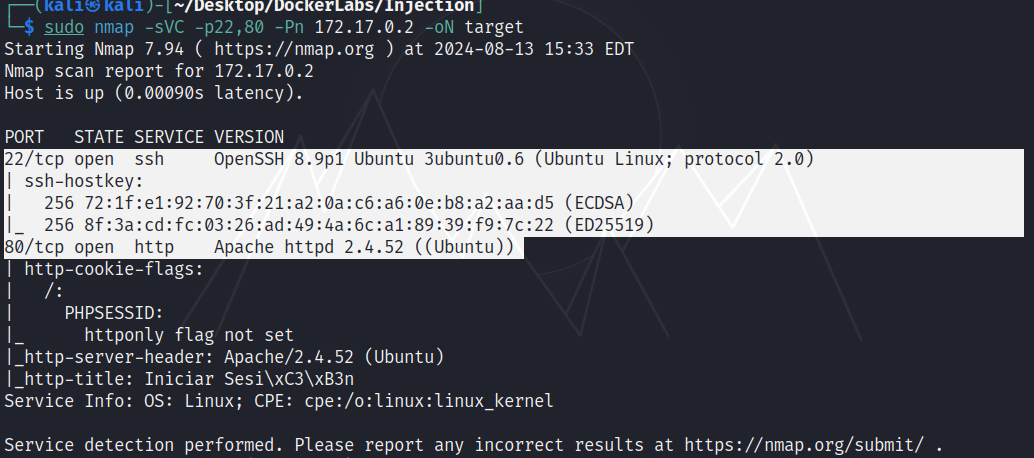 ┌──(kali㉿kali)-[~/Desktop/DockerLabs/Injection]
└─$ sudo nmap -sVC -p22,80 -Pn 172.17.0.2 -oN target
Starting Nmap 7.94 ( https://nmap.org ) at 2024-08-13 15:33 EDT
Nmap scan report for 172.17.0.2
Host is up (0.00090s latency).
PORT   STATE SERVICE VERSION
22/tcp open  ssh     OpenSSH 8.9p1 Ubuntu 3ubuntu0.6 (Ubuntu Linux; protocol 2.0)
| ssh-hostkey:
|   256 72:1f:e1:92:70:3f:21:a2:0a:c6:a6:0e:b8:a2:aa:d5 (ECDSA)
|_  256 8f:3a:cd:fc:03:26:ad:49:4a:6c:a1:89:39:f9:7c:22 (ED25519)
80/tcp open  http    Apache httpd 2.4.52 ((Ubuntu))
| http-cookie-flags:
|   /:
|     PHPSESSID:
|_      httponly flag not set
|_http-server-header: Apache/2.4.52 (Ubuntu)
|_http-title: Iniciar Sesi\xC3\xB3n
Service Info: OS: Linux; CPE: cpe:/o:linux:linux_kernel
Service detection performed. Please report any incorrect results at https://nmap.org/submit/ .